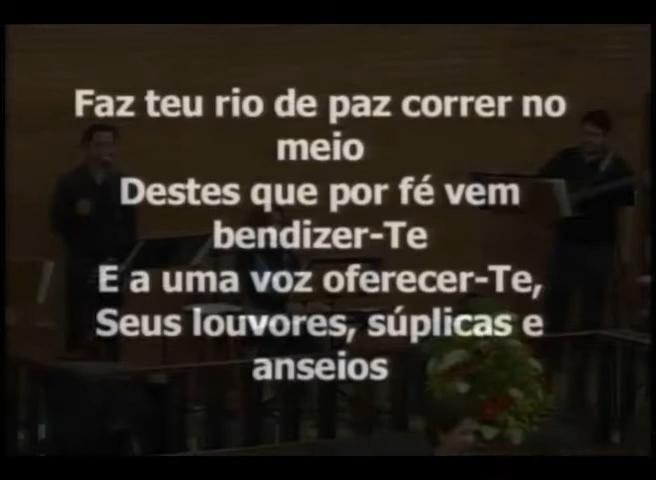 Faz teu rio de paz correr no
meio
Destes que por fé vem
bendizer-Te
E a uma voz oferecer-Te,
Seus louvores, súplicas e
anseios